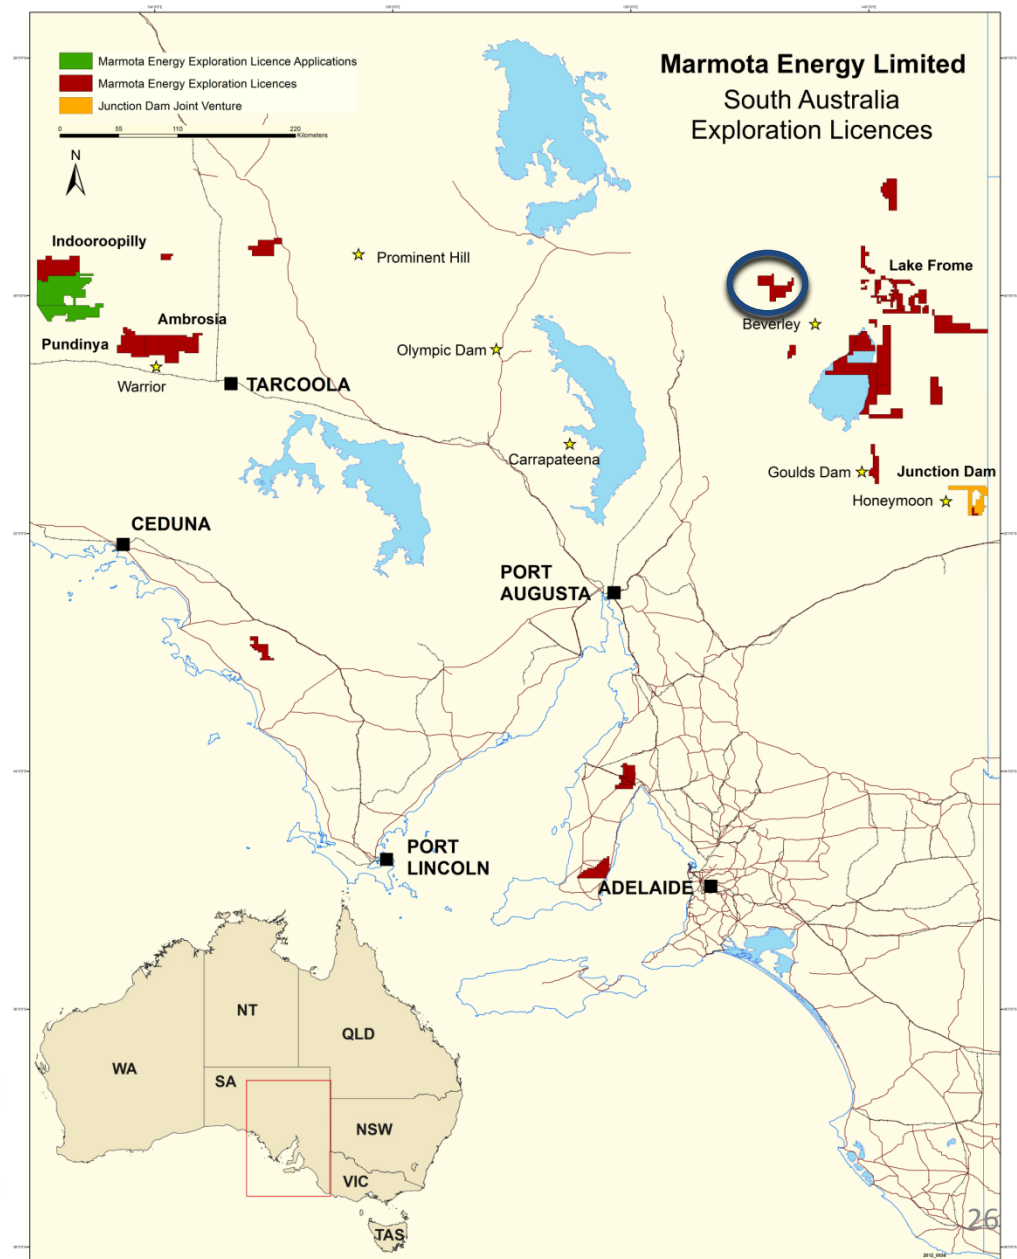 Marmota Energy Exploration Licence Applications
Marmota Energy Exploration Licences
Junction Dam Joint Venture
0 55 110 220
Kilometers
N
Marmota Energy Limited
South Australia
Exploration Licences
Indooroopilly
Prominent Hill
Lake Frome
Beverley
Ambrosia
Pundinya
Warrior
TARCOOLA
Olympic Dam
Carrapateena
Goulds Dam
Junction Dam
Honeymoon
CEDUNA
PORT
AUGUSTA
PORT
LINCOLN
ADELAIDE
NT
QLD
WA
SA
NSW
VIC
TAS
26